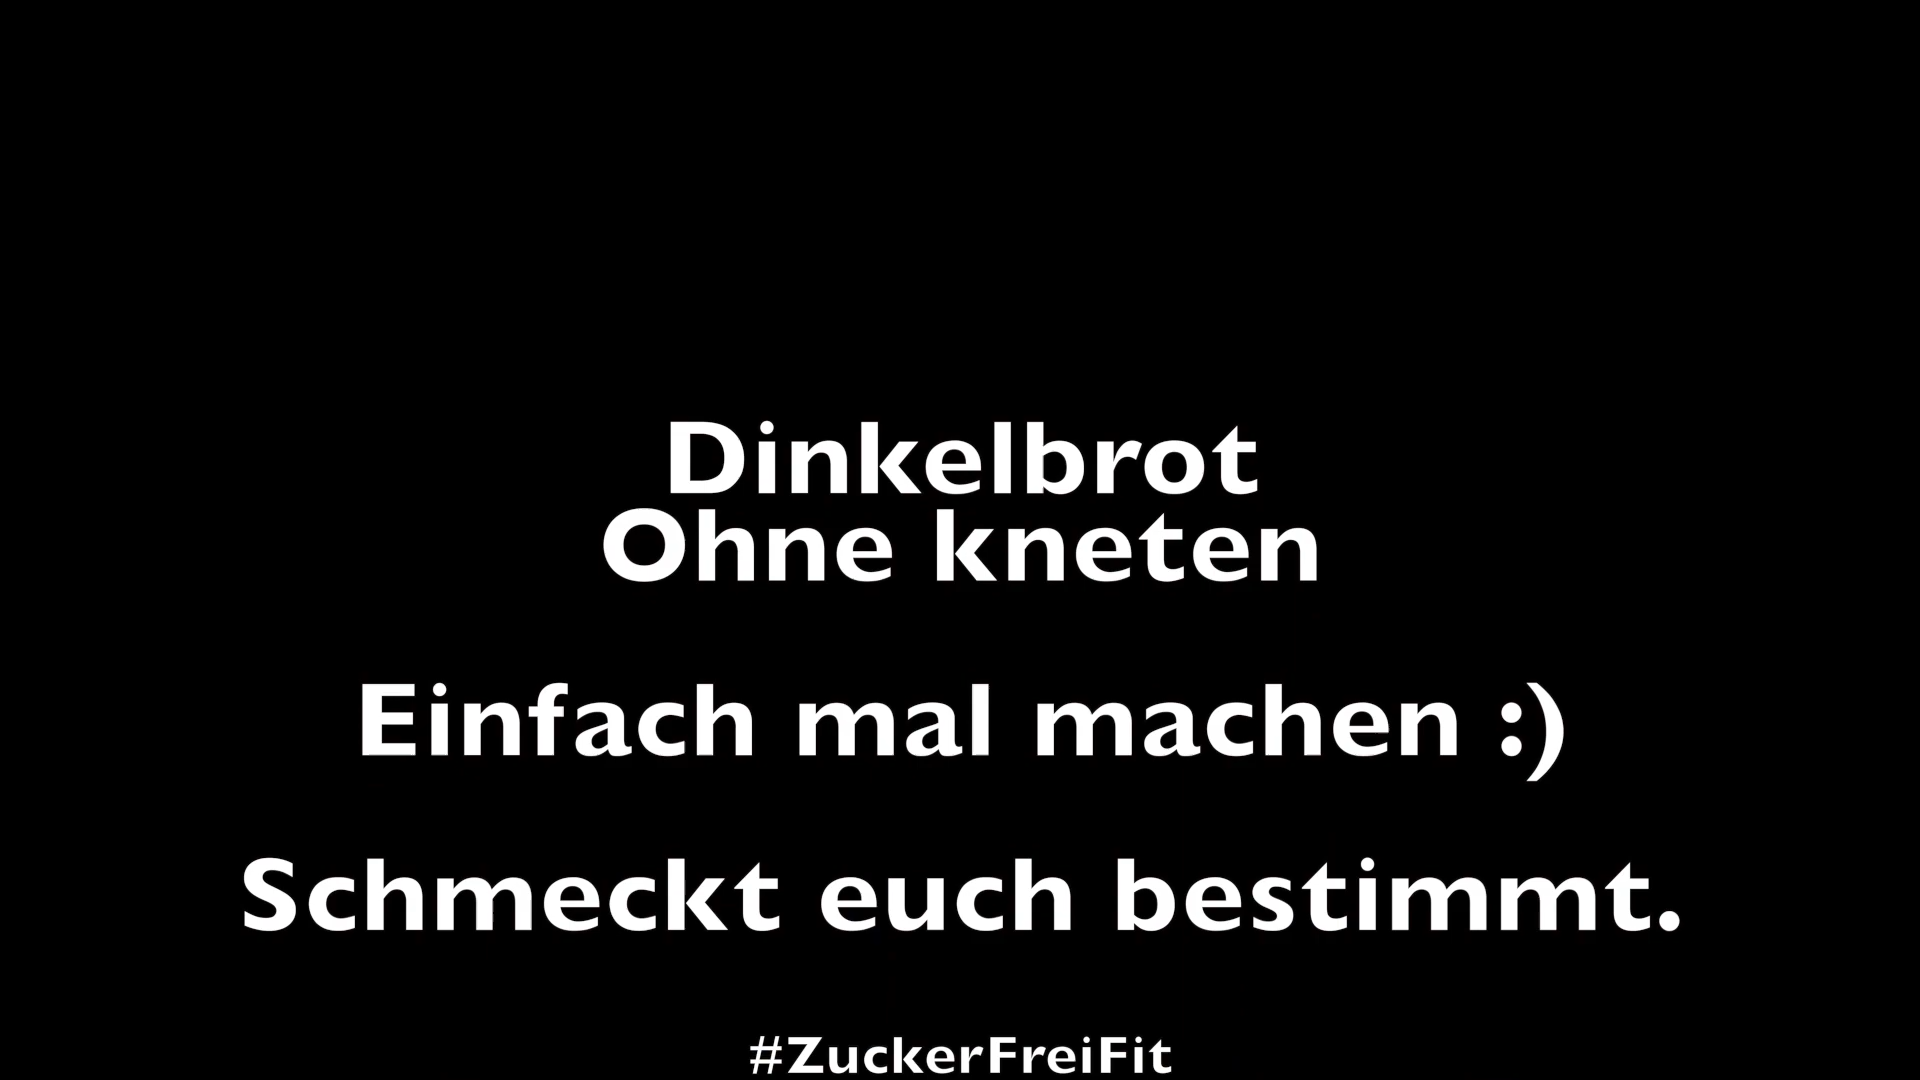 Dinkelbrot
Ohne kneten
Einfach mal machen :)
Schmeckt euch bestimmt.
#ZuckerFreiFit